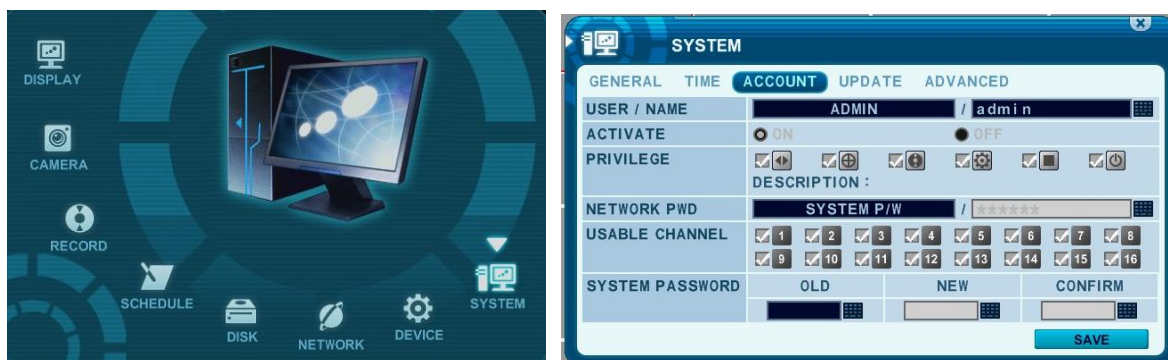 DISPLAY
CAMERA
RECORD
SCHEDULE
DISK
NETWORK
DEVICE
SYSTEM
SYSTEM
GENERAL TIME ACCOUNT UPDATE ADVANCED
USER / NAME ADMIN / admin
ACTIVATE ON OFF
PRIVILEGE
DESCRIPTION :
NETWORK PWD SYSTEM P/W / ******
USABLE CHANNEL 1 2 3 4 5 6 7 8
9 10 11 12 13 14 15 16
SYSTEM PASSWORD OLD NEW CONFIRM
SAVE